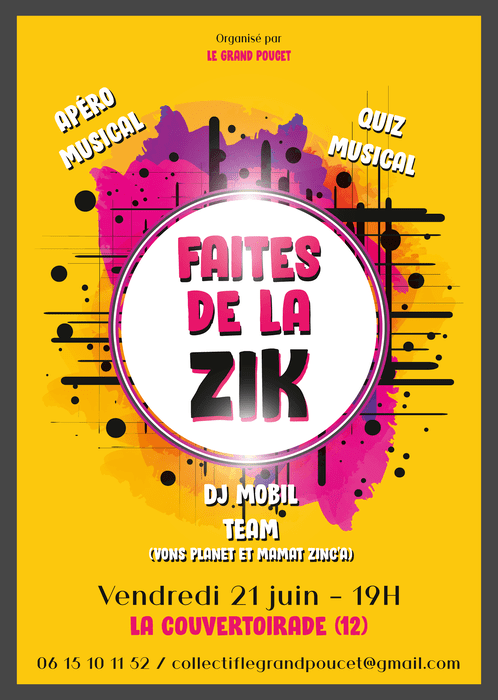 Organisé par
LE GRAND POUCET
APÉRO
MUSICAL
QUIZ
MUSICAL
FAITES
DE LA
ZIK
DJ MOBIL
TEAM
(VONS PLANET ET MAMAT ZINC'A)
Vendredi 21 juin - 19H
LA COUVERTOIRADE (12)
06 15 10 11 52 / collectiflegrandpoucet@gmail.com